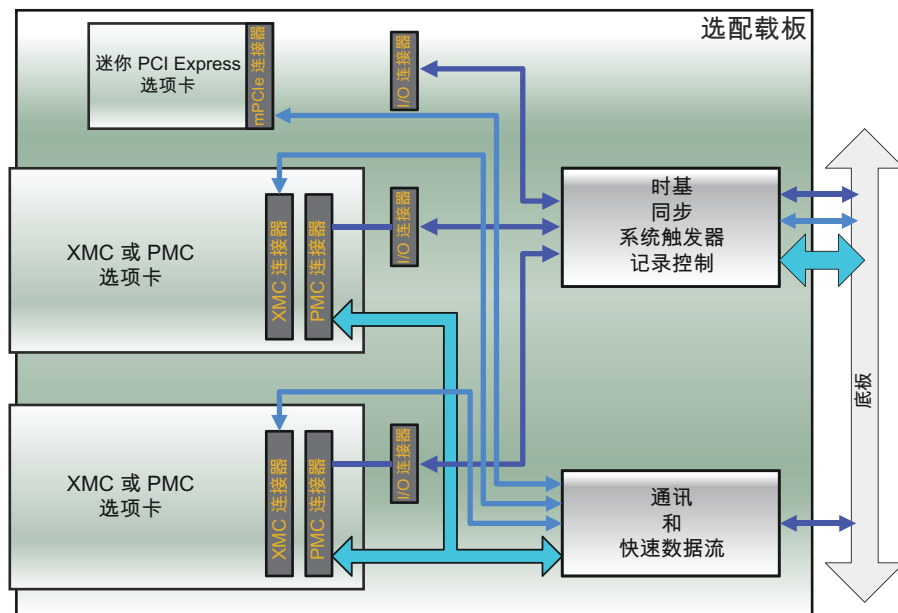 选配载板
迷你 PCI Express
选项卡
mPCIe 连接器
I/O 连接器
XMC 或 PMC
选项卡
XMC 连接器
PMC 连接器
I/O 连接器
时基
同步
系统触发器
记录控制
底板
XMC 或 PMC
选项卡
XMC 连接器
PMC 连接器
I/O 连接器
通讯
和
快速数据流